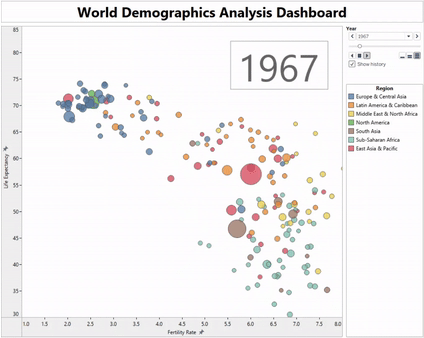 World Demographics Analysis Dashboard
Year
1967
Show history
1967
Region
Europe & Central Asia
Latin America & Caribbean
Middle East & North Africa
North America
South Asia
Sub-Saharan Africa
East Asia & Pacific
Life Expectancy
85
80
75
70
65
60
55
50
45
40
35
30
1.0 1.5 2.0 2.5 3.0 3.5 4.0 4.5 5.0 5.5 6.0 6.5 7.0 7.5 8.0
Fertility Rate